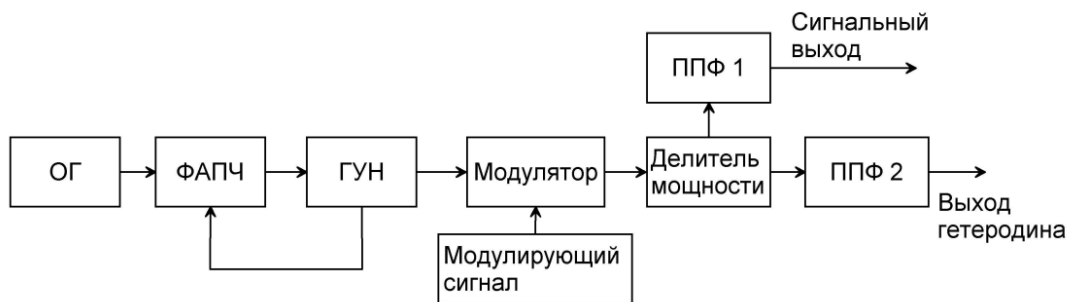 Сигнальный
выход
ППФ 1
ОГ
ФАПЧ
ГУН
Модулятор
Делитель
мощности
ППФ 2
Выход
гетеродина
Модулирующий
сигнал